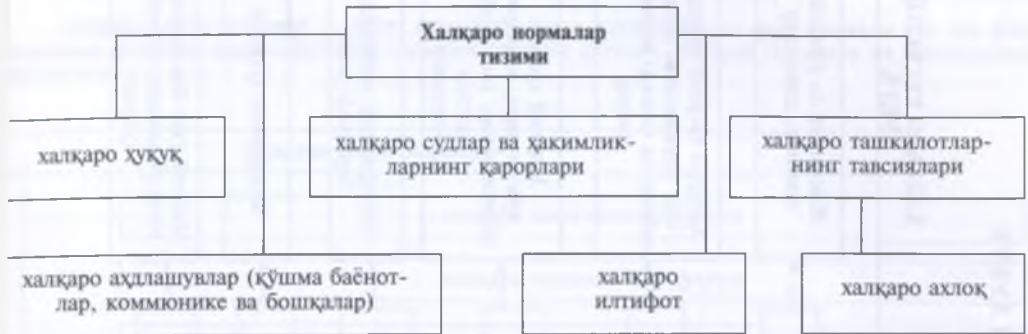 Халқаро нормалар
тизими
халқаро ҳуқуқ
халқаро судлар ва ҳакимлик-
ларнинг қарорлари
халқаро ташкилотлар-
нинг тавсиялари
халқаро аҳдлашувлар (қўшма баёнот-
лар, коммюнике ва бошқалар)
халқаро
илтифот
халқаро ахлоқ